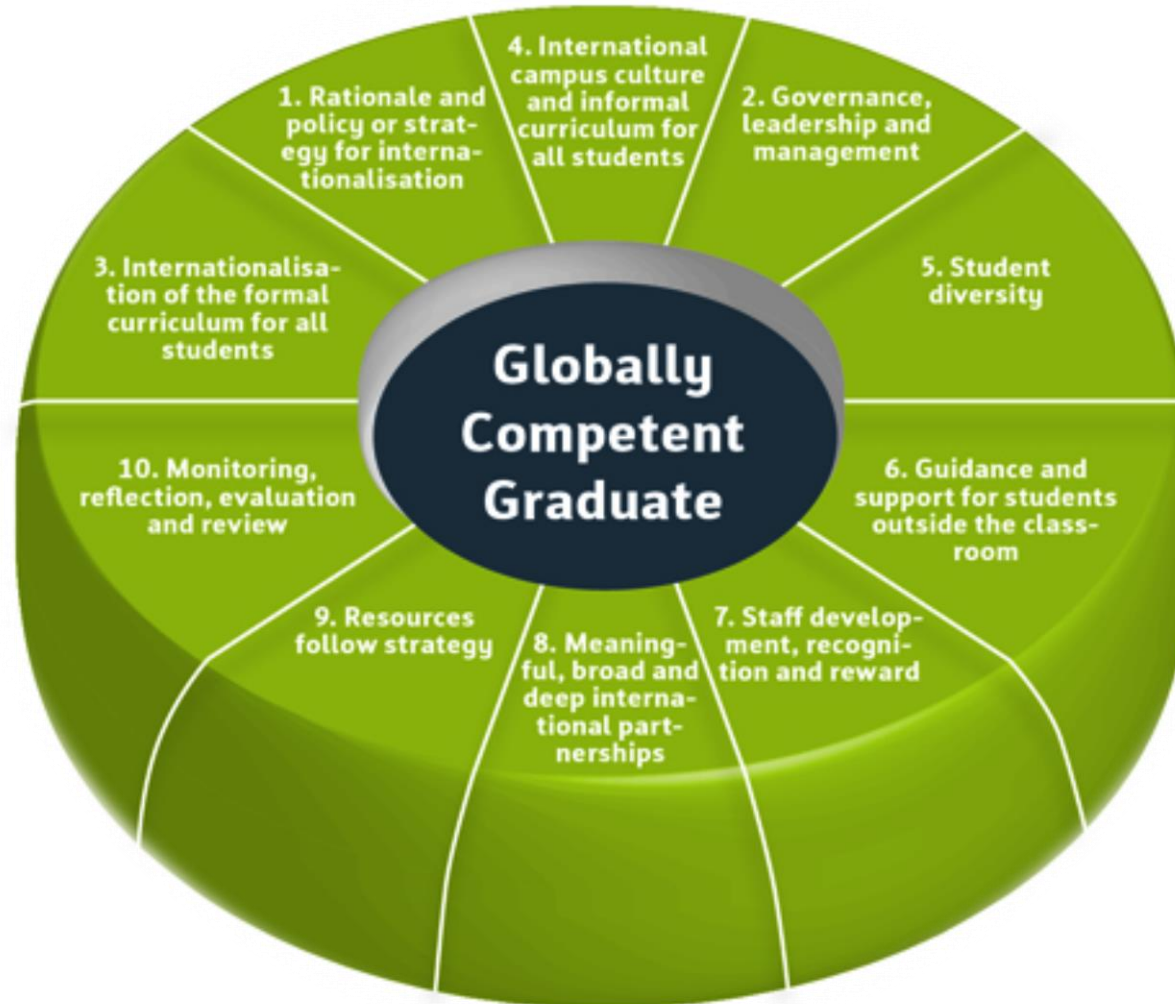 4. International
campus culture
and informal
curriculum for
all students
1. Rationale and
policy or strat-
egy for interna-
tionalisation
2. Governance,
leadership and
management
3. Internationalisa-
tion of the formal
curriculum for all
students
5. Student
diversity
Globally
Competent
Graduate
10. Monitoring,
reflection, evaluation
and review
6. Guidance and
support for students
outside the class-
room
9. Resources
follow strategy
8. Meaning-
ful, broad and
deep interna-
tional part-
nerships
7. Staff develop-
ment, recogni-
tion and reward